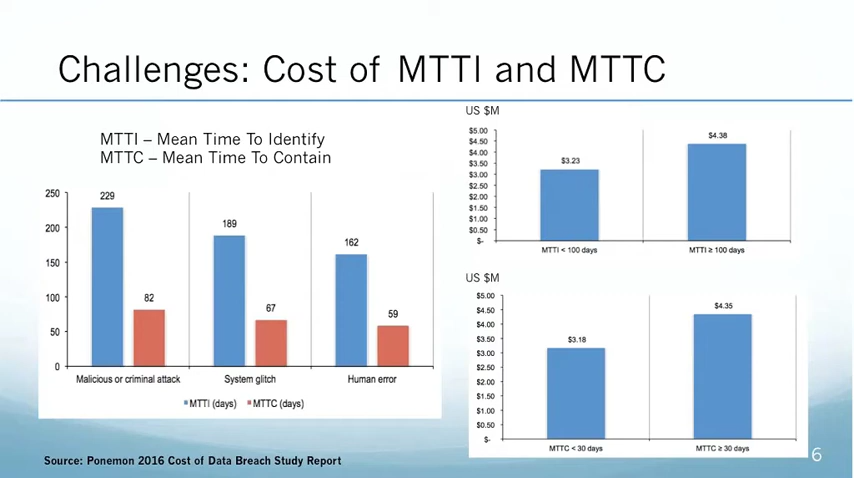 Challenges: Cost of MTTI and MTTC
MTTI – Mean Time To Identify
MTTC – Mean Time To Contain
250
200
150
100
50
0
229
82
189
67
162
59
Malicious or criminal attack
System glitch
Human error
MTTI (days)
MTTC (days)
US $M
$5.00
$4.50
$4.00
$3.50
$3.00
$2.50
$2.00
$1.50
$1.00
$0.50
$-
$3.23
$4.38
MTTI < 100 days
MTTI ≥ 100 days
US $M
$5.00
$4.50
$4.00
$3.50
$3.00
$2.50
$2.00
$1.50
$1.00
$0.50
$-
$3.18
$4.35
MTTC < 30 days
MTTC ≥ 30 days
Source: Ponemon 2016 Cost of Data Breach Study Report
6